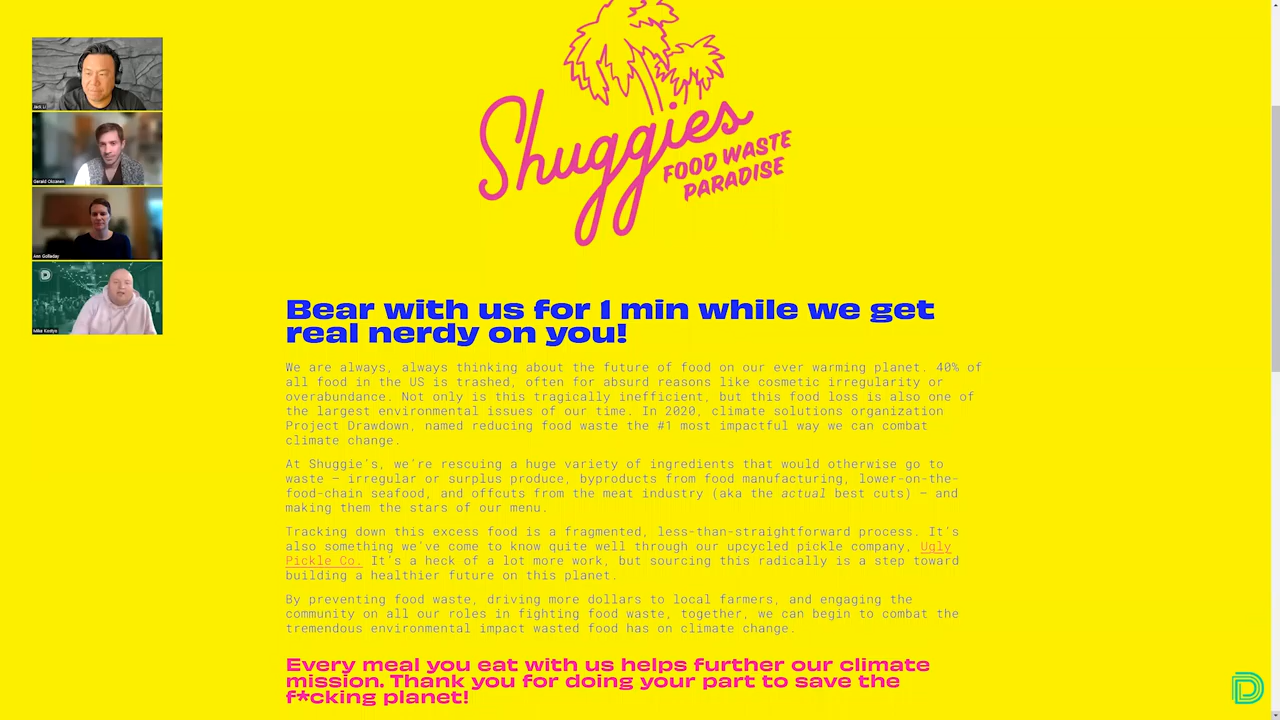 Shuggies
FOOD WASTE
PARADISE
Jack Li
Gerald Oksanen
Ann Golladay
Mike Kostyo
Bear with us for 1 min while we get
real nerdy on you!
We are always, always thinking about the future of food on our ever warming planet. 40% of
all food in the US is trashed, often for absurd reasons like cosmetic irregularity or
overabundance. Not only is this tragically inefficient, but this food loss is also one of
the largest environmental issues of our time. In 2020, climate solutions organization
Project Drawdown, named reducing food waste the #1 most impactful way we can combat
climate change.
At Shuggie’s, we’re rescuing a huge variety of ingredients that would otherwise go to
waste — irregular or surplus produce, byproducts from food manufacturing, lower-on-the-
food-chain seafood, and offcuts from the meat industry (aka the actual best cuts) — and
making them the stars of our menu.
Tracking down this excess food is a fragmented, less-than-straightforward process. It’s
also something we’ve come to know quite well through our upcycled pickle company, Ugly
Pickle Co. It’s a heck of a lot more work, but sourcing this radically is a step toward
building a healthier future on this planet.
By preventing food waste, driving more dollars to local farmers, and engaging the
community on all our roles in fighting food waste, together, we can begin to combat the
tremendous environmental impact wasted food has on climate change.
Every meal you eat with us helps further our climate
mission. Thank you for doing your part to save the
f*cking planet!